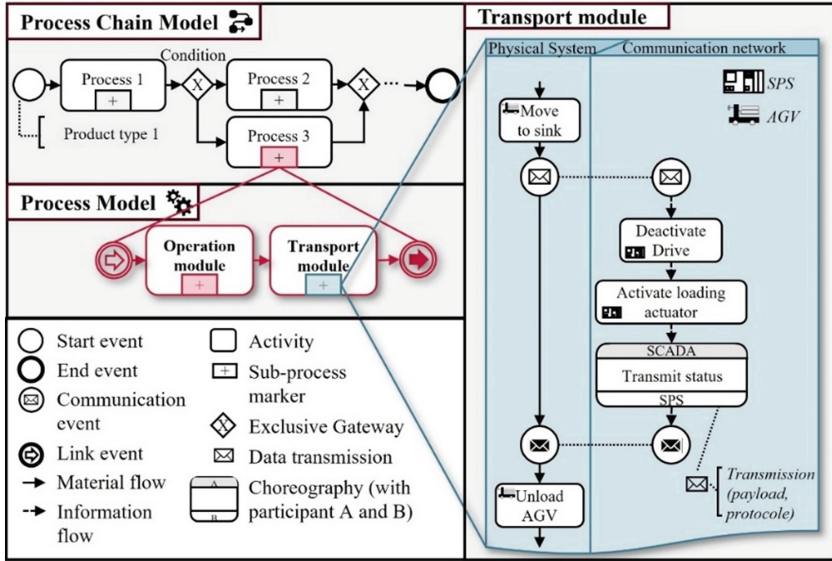 Process Chain Model
Condition
Process 1
+
X
Process 2
+
X
Process 3
+
Product type 1
Process Model
Operation
module
+
Transport
module
+
Start event
End event
Communication
event
Link event
Material flow
Information
flow
Activity
+
Sub-process
marker
X
Exclusive Gateway
Data transmission
A
B
Choreography (with
participant A and B)
Transport module
Physical System
Communication network
SPS
AGV
Move
to sink
Deactivate
Drive
Activate loading
actuator
SCADA
Transmit status
SPS
Unload
AGV
Transmission
(payload,
protocole)